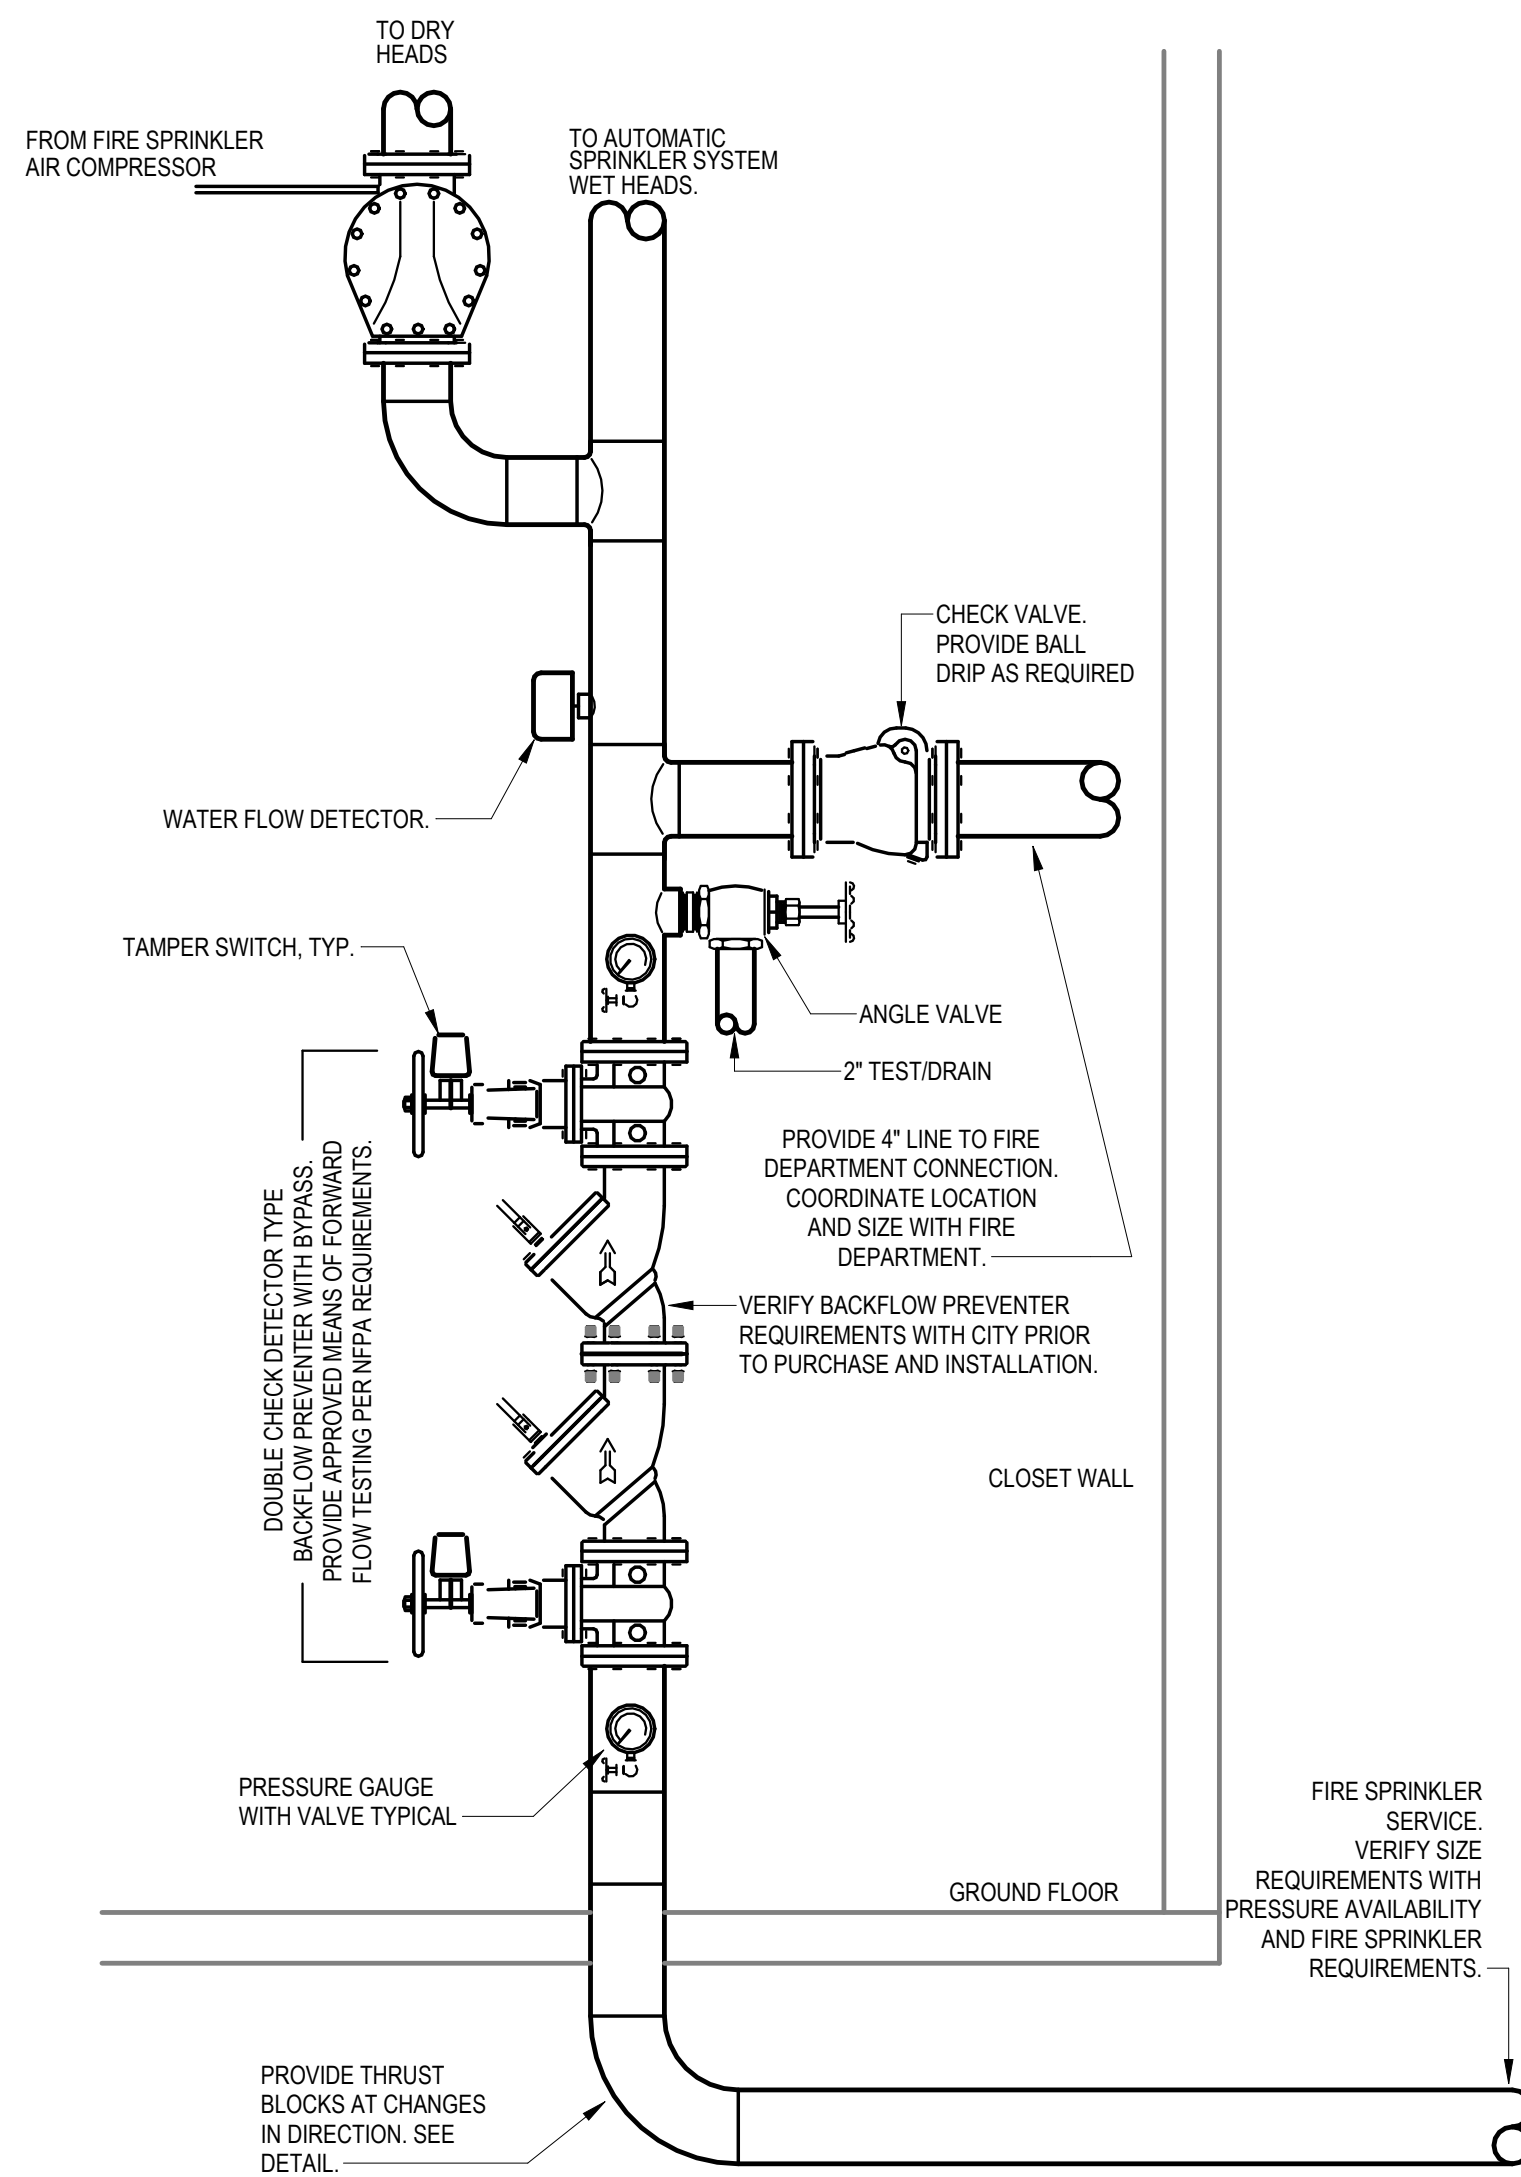 TO DRY
HEADS
FROM FIRE SPRINKLER
AIR COMPRESSOR
TO AUTOMATIC
SPRINKLER SYSTEM
WET HEADS.
CHECK VALVE.
PROVIDE BALL
DRIP AS REQUIRED
WATER FLOW DETECTOR.
TAMPER SWITCH, TYP.
ANGLE VALVE
2" TEST/DRAIN
PROVIDE 4" LINE TO FIRE
DEPARTMENT CONNECTION.
COORDINATE LOCATION
AND SIZE WITH FIRE
DEPARTMENT.
DOUBLE CHECK DETECTOR TYPE
BACKFLOW PREVENTER WITH BYPASS.
PROVIDE APPROVED MEANS OF FORWARD
FLOW TESTING PER NFPA REQUIREMENTS.
VERIFY BACKFLOW PREVENTER
REQUIREMENTS WITH CITY PRIOR
TO PURCHASE AND INSTALLATION.
CLOSET WALL
PRESSURE GAUGE
WITH VALVE TYPICAL
FIRE SPRINKLER
SERVICE.
VERIFY SIZE
REQUIREMENTS WITH
PRESSURE AVAILABILITY
AND FIRE SPRINKLER
REQUIREMENTS.
GROUND FLOOR
PROVIDE THRUST
BLOCKS AT CHANGES
IN DIRECTION. SEE
DETAIL.